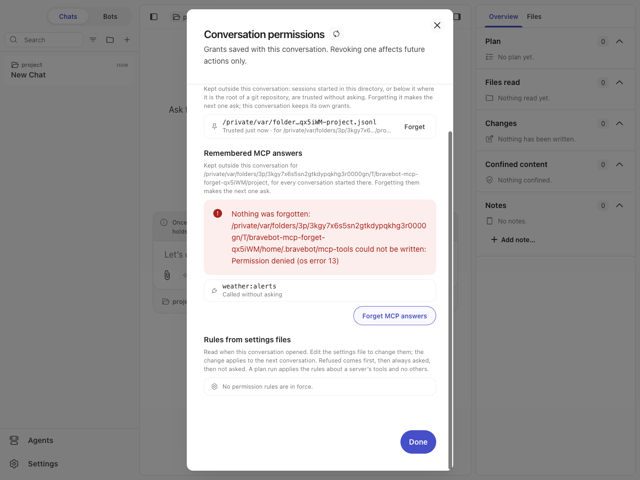 Chats
Bots
Search
project
now
New Chat
Agents
Settings
Ask f
Once
holds
Let's
proje
Conversation permissions
Grants saved with this conversation. Revoking one affects future
actions only.
Kept outside this conversation: sessions started in this directory, or below it where
it is the root of a git repository, are trusted without asking. Forgetting it makes the
next one ask; this conversation keeps its own grants.
/private/var/folder…qx5iWM-project.jsonl
Trusted just now · for /private/var/folders/3p/3kgy7x6…/pro…
Forget
Remembered MCP answers
Kept outside this conversation for
/private/var/folders/3p/3kgy7x6s5sn2gtkdypqkhg3r0000gn/T/bravebot-mcp-
forget-qx5iWM/project, for every conversation started there. Forgetting them
makes the next one ask.
Nothing was forgotten:
/private/var/folders/3p/3kgy7x6s5sn2gtkdypqkhg3r0000
gn/T/bravebot-mcp-forget-
qx5iWM/home/.bravebot/mcp-tools could not be written:
Permission denied (os error 13)
weather:alerts
Called without asking
Forget MCP answers
Rules from settings files
Read when this conversation opened. Edit the settings file to change them; the
change applies to the next conversation. Refused comes first, then always asked,
then not asked. A plan run applies the rules about a server's tools and no others.
No permission rules are in force.
Done
Overview
Files
Plan
0
No plan yet.
Files read
0
Nothing read yet.
Changes
0
Nothing has been written.
Confidential content
0
Nothing confined.
Notes
0
No notes.
Add note...